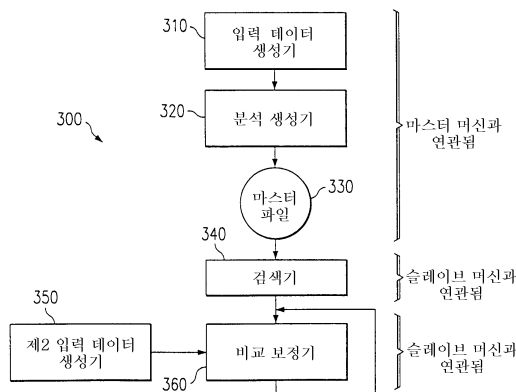 310
입력 데이터
생성기
320
분석 생성기
300
마스터
파일
330
마스터 머신과
연관됨
340
검색기
슬레이브 머신과
연관됨
350
제2 입력 데이터
생성기
비교 보정기
360
슬레이브 머신과
연관됨